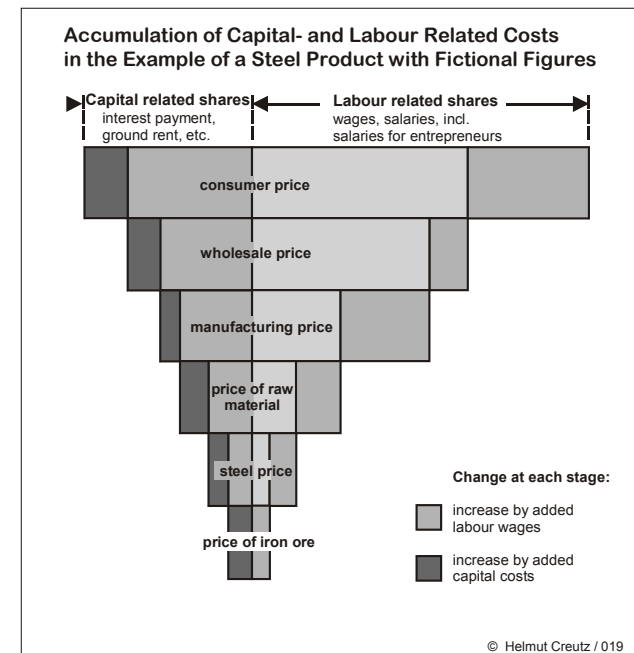 Accumulation of Capital- and Labour Related Costs
in the Example of a Steel Product with Fictional Figures
Capital related shares
interest payment,
ground rent, etc.
Labour related shares
wages, salaries, incl.
salaries for entrepreneurs
consumer price
wholesale price
manufacturing price
price of raw
material
steel price
price of iron ore
Change at each stage:
increase by added
labour wages
increase by added
capital costs
© Helmut Creutz / 019